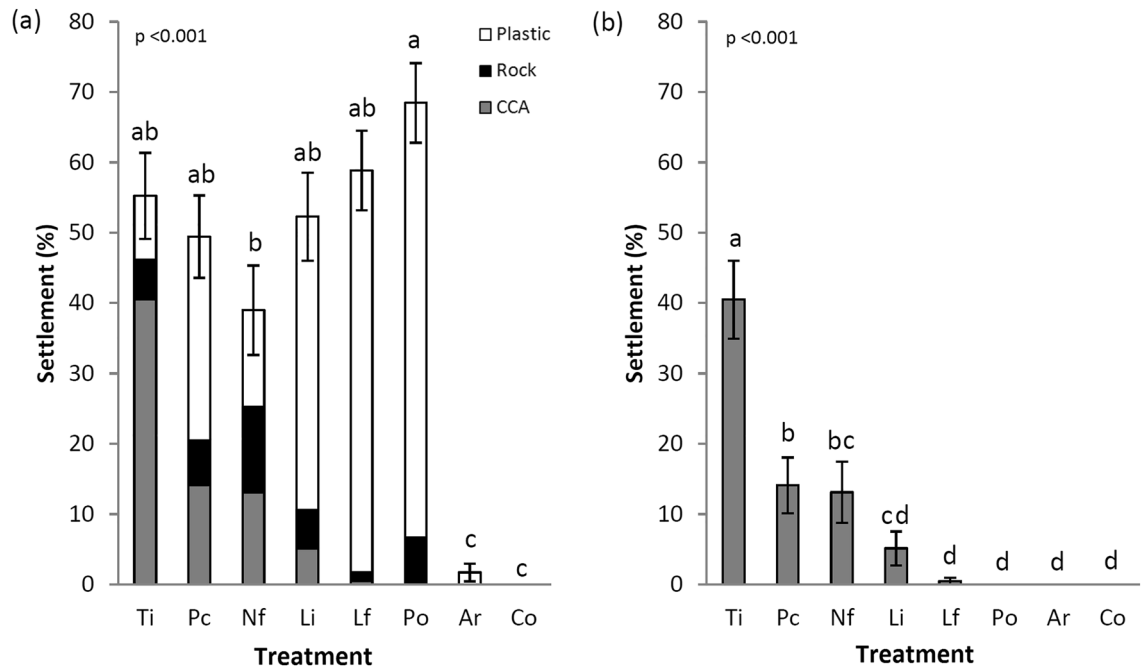 (a)
p <0.001
Plastic
Rock
CCA
Settlement (%)
80
70
60
50
40
30
20
10
0
ab
ab
b
ab
ab
a
c
c
Ti Pc Nf Li Lf Po Ar Co
Treatment
(b)
p <0.001
Settlement (%)
80
70
60
50
40
30
20
10
0
a
b
bc
cd
d
d
d
d
Ti Pc Nf Li Lf Po Ar Co
Treatment